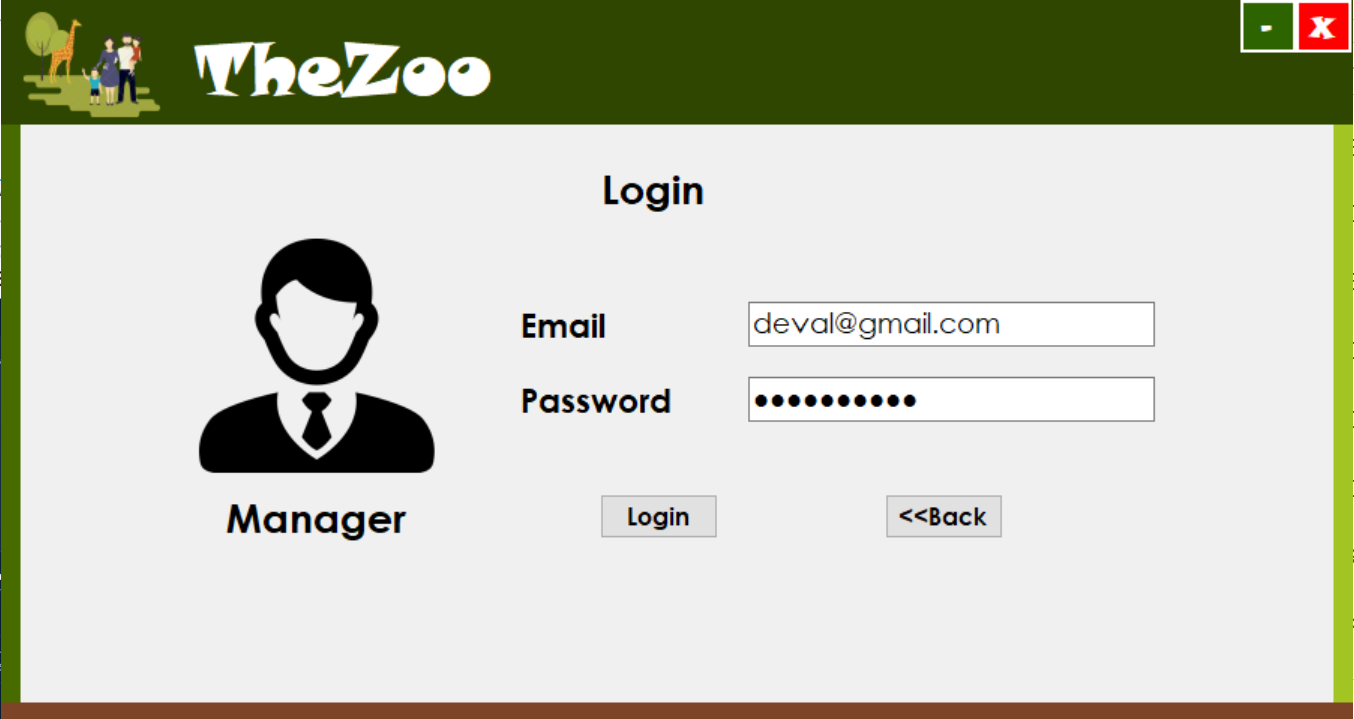 TheZoo
- X
Login
Email deval@gmail.com
Password ••••••••••
Manager
Login <<Back